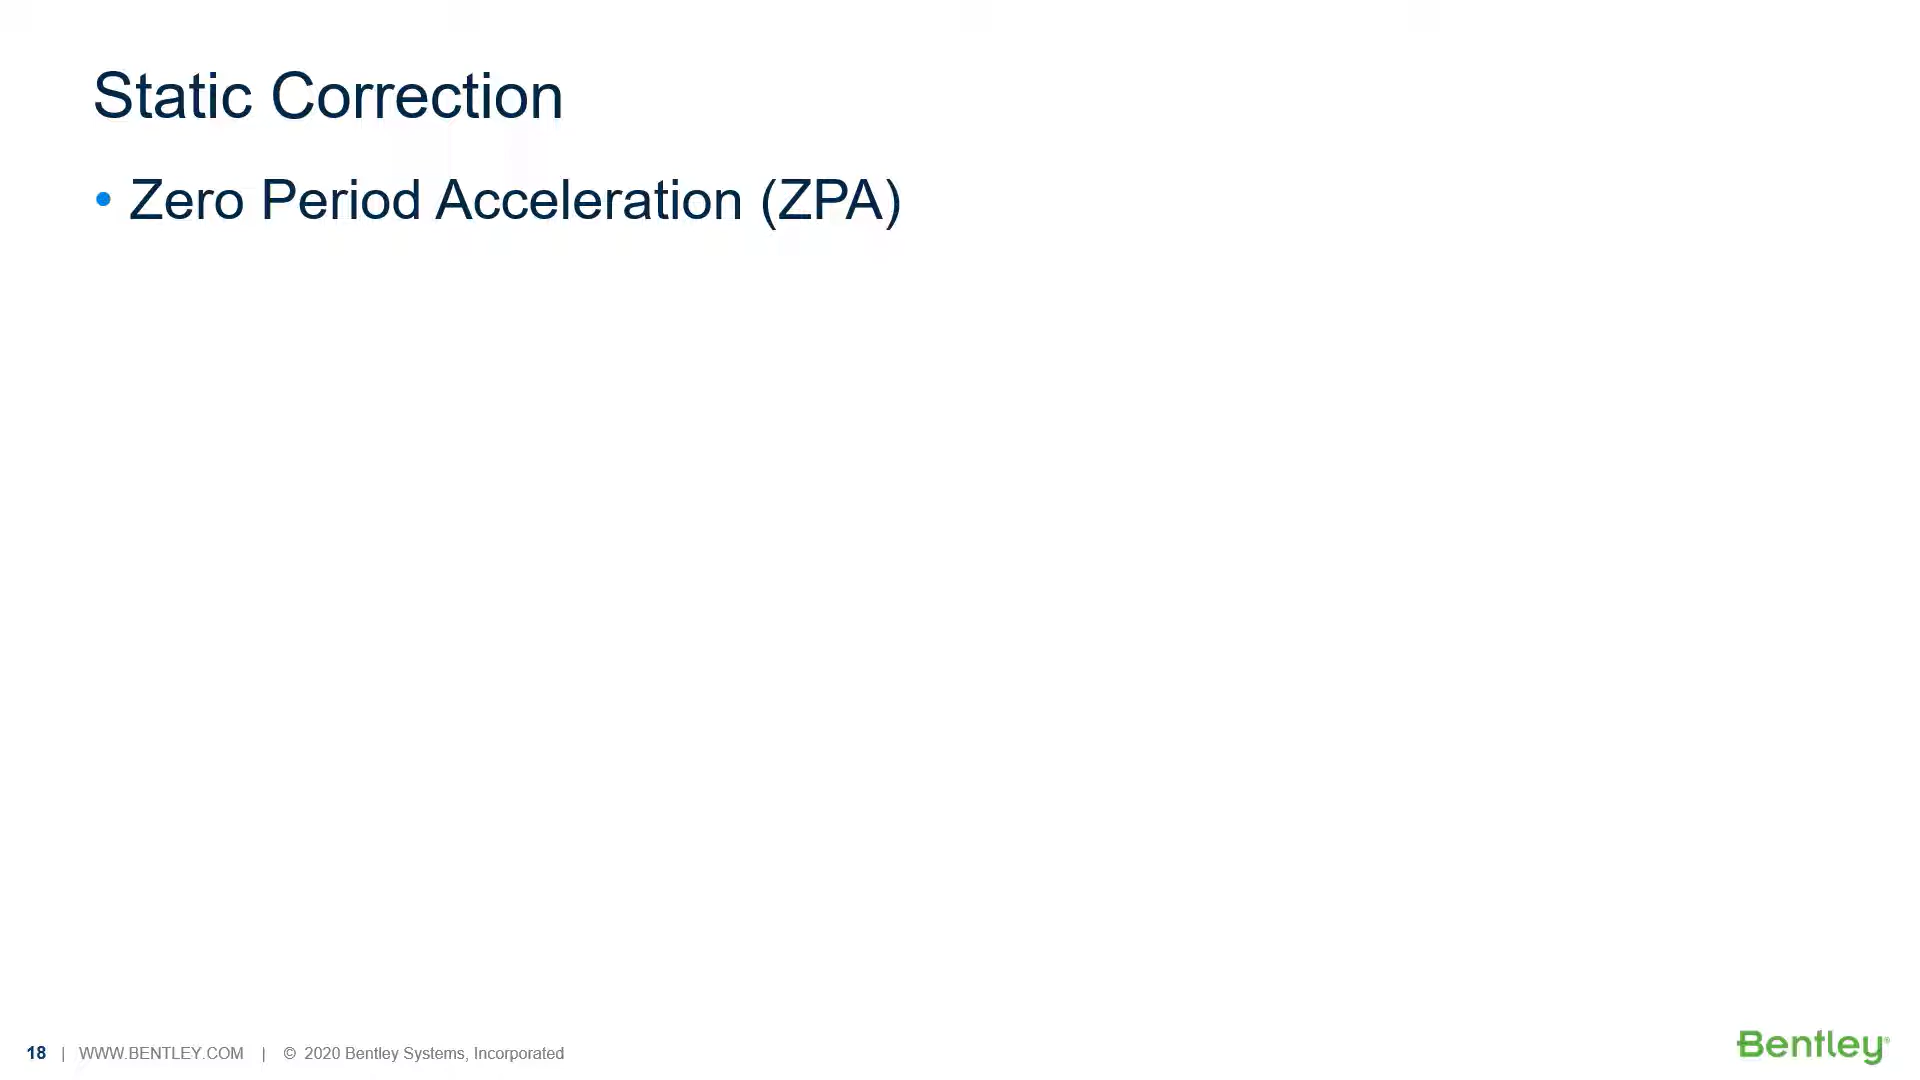 Static Correction
• Zero Period Acceleration (ZPA)
18 | WWW.BENTLEY.COM | © 2020 Bentley Systems, Incorporated
Bentley®